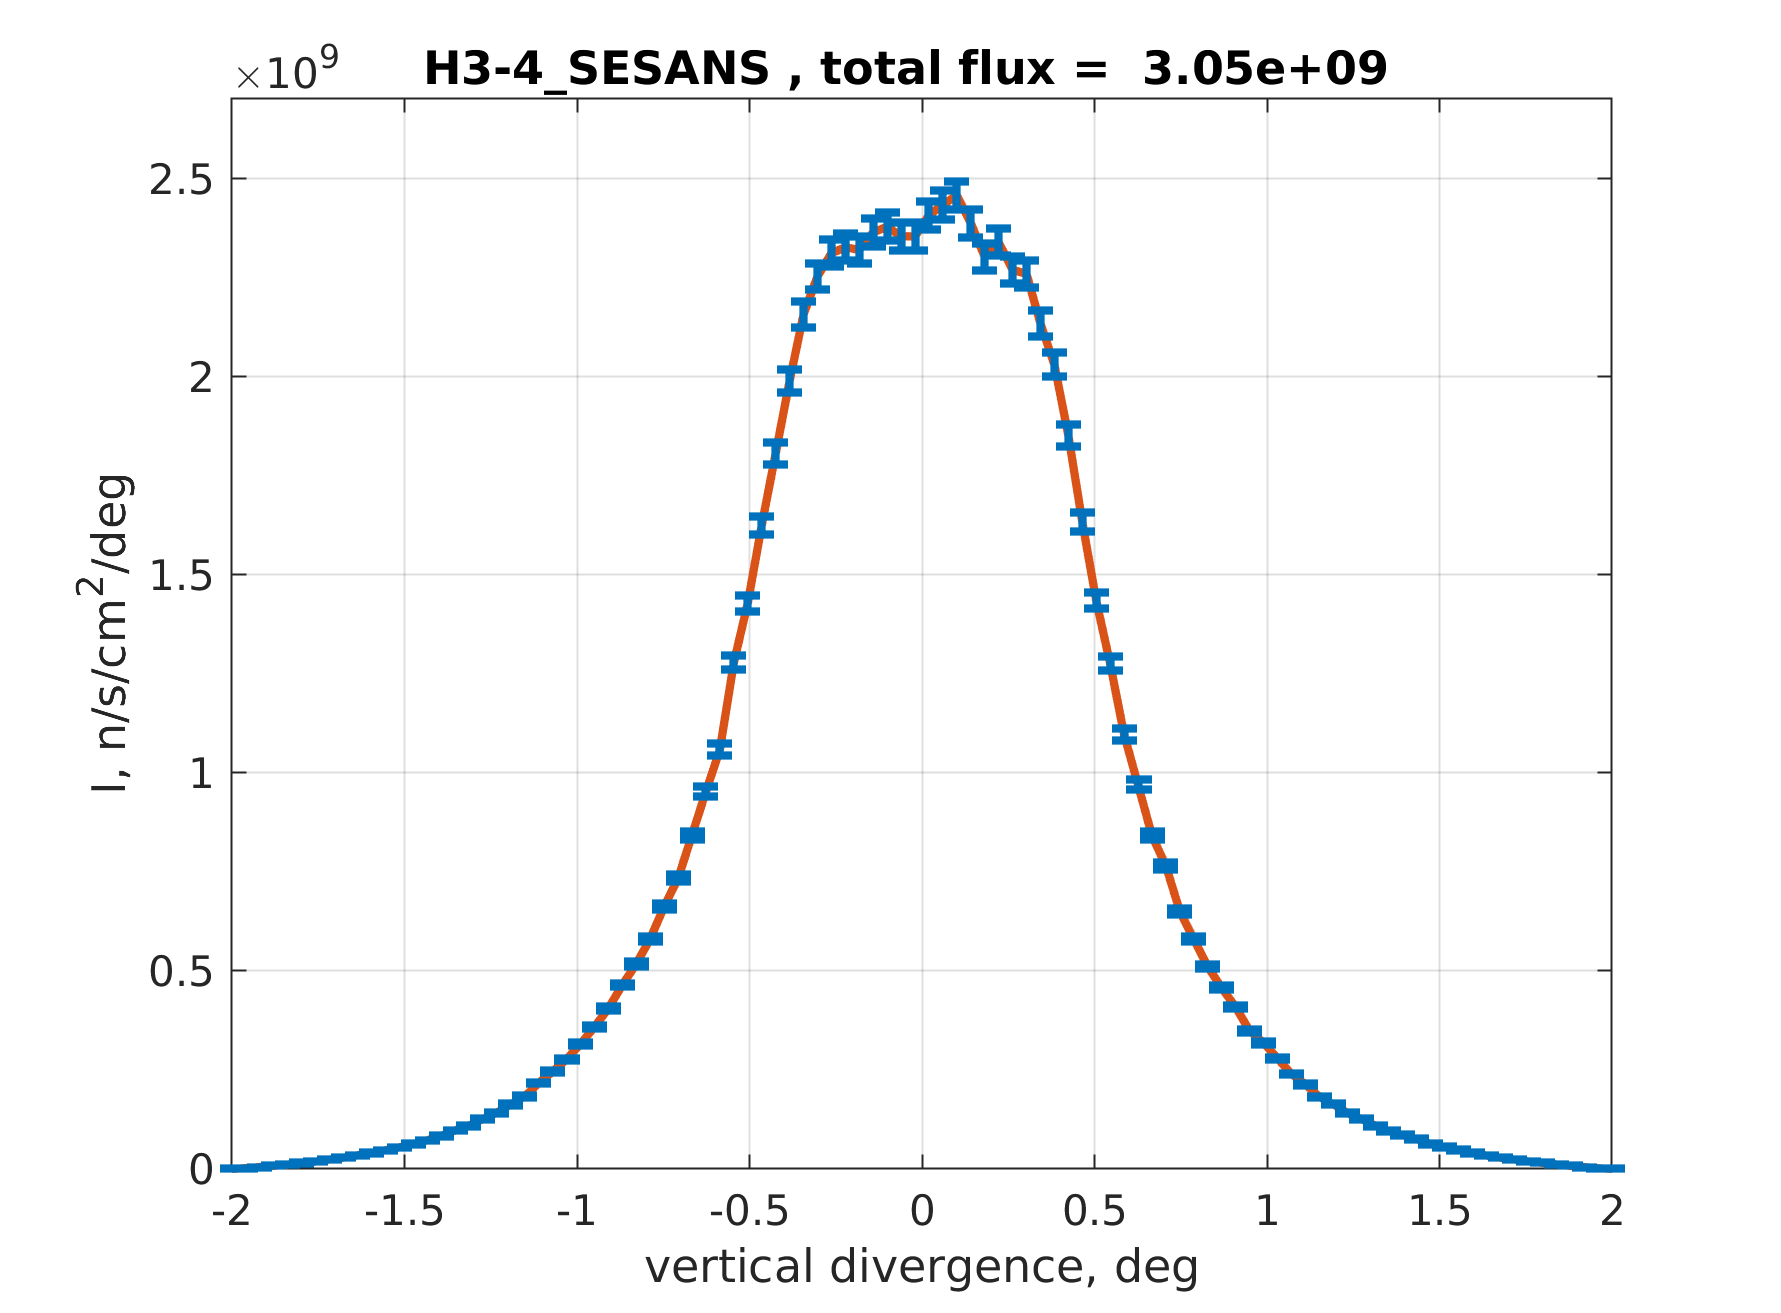 ×10^9
H3-4_SESANS , total flux =  3.05e+09
I, n/s/cm^2/deg
2.5
2
1.5
1
0.5
0
-2 -1.5 -1 -0.5 0 0.5 1 1.5 2
vertical divergence, deg